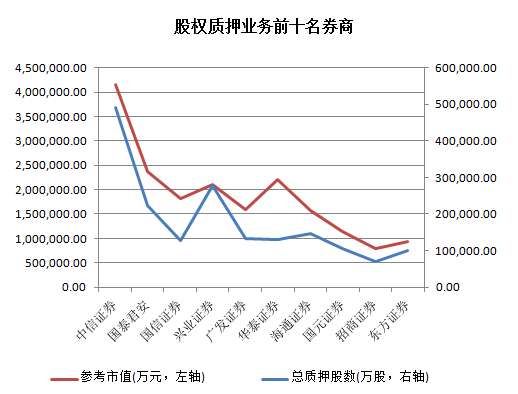 股权质押业务前十名券商
4,500,000.00
4,000,000.00
3,500,000.00
3,000,000.00
2,500,000.00
2,000,000.00
1,500,000.00
1,000,000.00
500,000.00
0.00
600,000.00
500,000.00
400,000.00
300,000.00
200,000.00
100,000.00
0.00
中信证券
国泰君安
国信证券
兴业证券
广发证券
华泰证券
海通证券
国元证券
招商证券
东方证券
参考市值(万元，左轴)
总质押股数(万股，右轴)